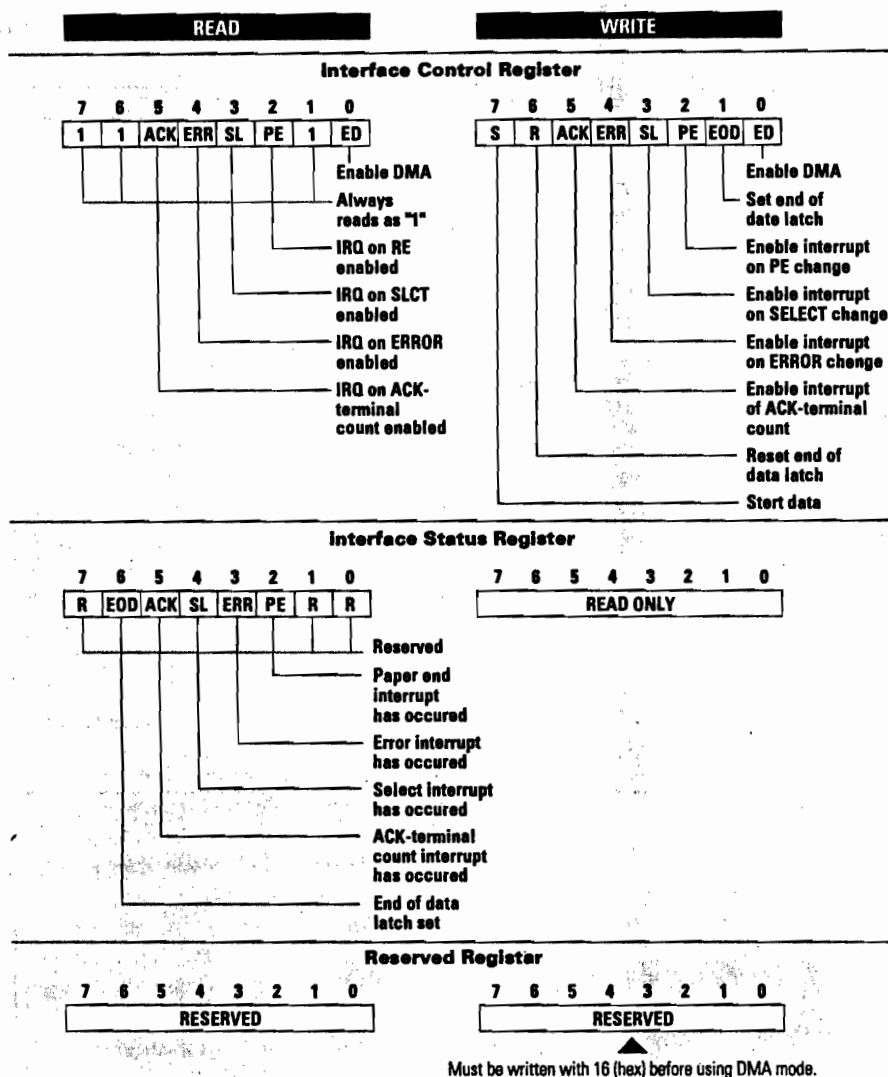 READ
WRITE
Interface Control Register
7 6 5 4 3 2 1 0
1 1 ACK ERR SL PE 1 ED
Enable DMA
Always
reads as "1"
IRQ on RE
enabled
IRQ on SLCT
enabled
IRQ on ERROR
enabled
IRQ on ACK-
terminal
count enabled
7 6 5 4 3 2 1 0
S R ACK ERR SL PE EOD ED
Enable DMA
Set end of
date latch
Eneble interrupt
on PE change
Enable interrupt
on SELECT change
Enable interrupt
on ERROR chenge
Enable interrupt
of ACK-terminal
count
Reset end of
data latch
Stert data
interface Status Register
7 6 5 4 3 2 1 0
R EOD ACK SL ERR PE R R
Reserved
Paper end
interrupt
has occured
Error interrupt
has occured
Select interrupt
has occured
ACK-terminal
count interrupt
has occured
End of data
latch set
7 6 5 4 3 2 1 0
READ ONLY
Reserved Registar
7 6 5 4 3 2 1 0
RESERVED
7 6 5 4 3 2 1 0
RESERVED
Must be written with 16 (hex) before using DMA mode.